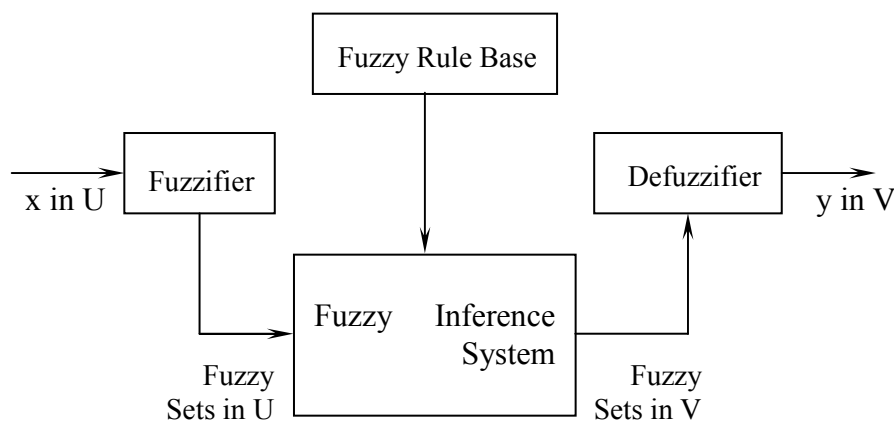 Fuzzy Rule Base
Fuzzifier
Defuzzifier
x in U
y in V
Fuzzy Inference
System
Fuzzy
Sets in U
Fuzzy
Sets in V